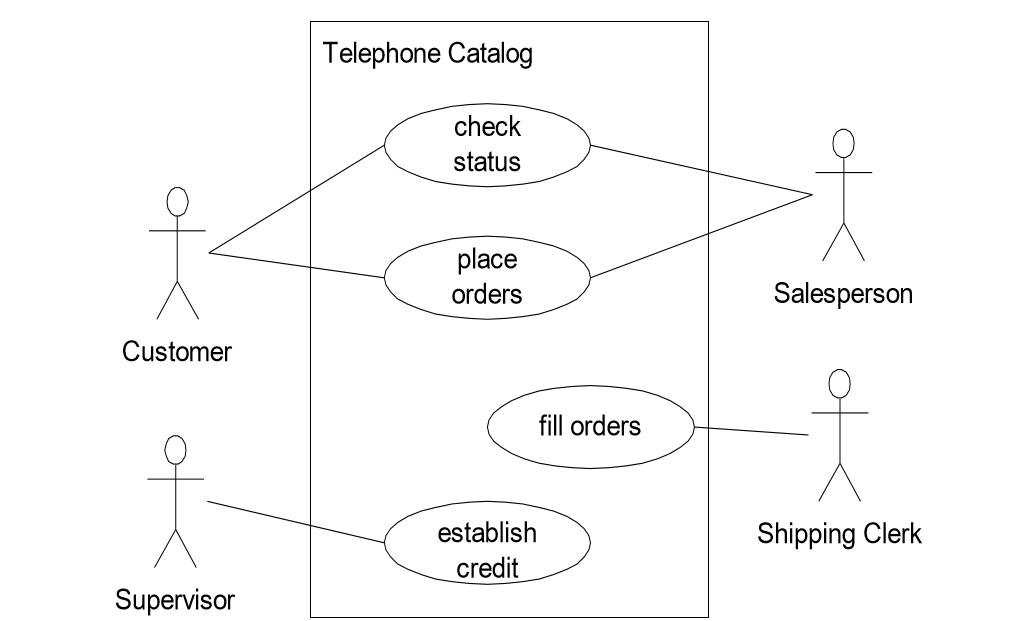 Telephone Catalog
check
status
place
orders
Salesperson
Customer
fill orders
Shipping Clerk
establish
credit
Supervisor